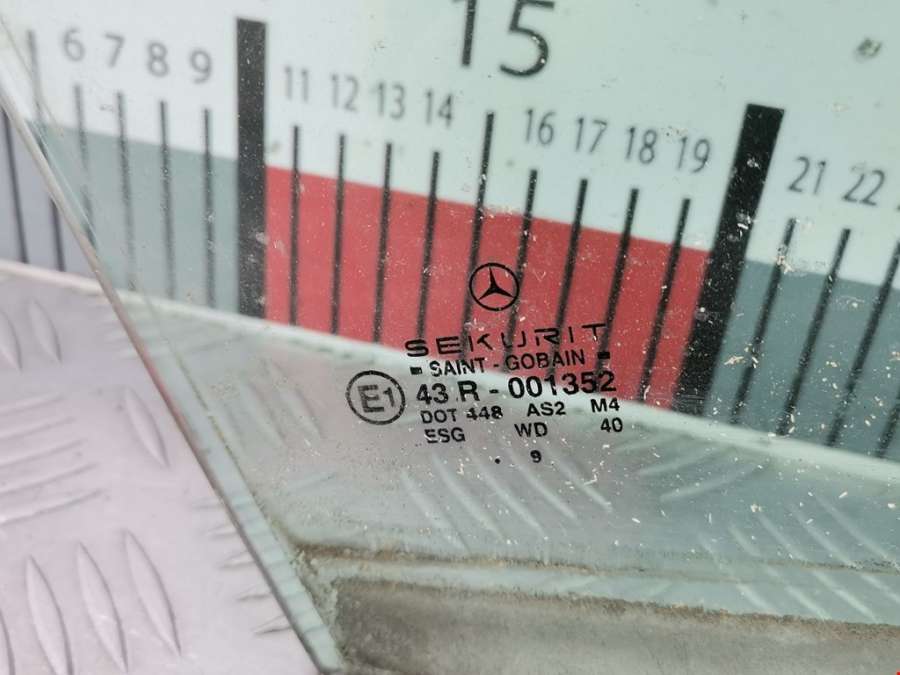 15
6 7 8 9 11 12 13 14 16 17 18 19 21 22
SEKURIT
SAINT-GOBAIN
E1 43 R - 001352
DOT 448 AS2 M4
ESG WD 40
. 9